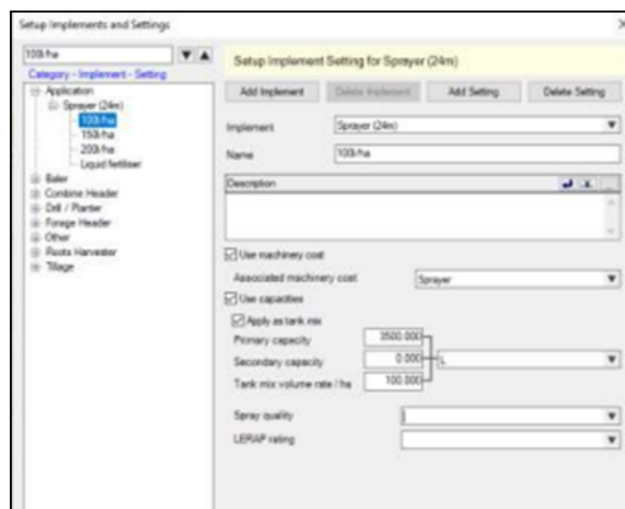 Setup Implements and Settings
100l/ha
Category - Implement - Setting
Application
Sprayer (24m)
100l/ha
150l/ha
200l/ha
Liquid fertiliser
Baler
Combine Header
Drill / Planter
Forage Header
Other
Roots Harvester
Tillage
Setup Implement Setting for Sprayer (24m)
Add Implement Delete Implement Add Setting Delete Setting
Implement Sprayer (24m)
Name 100l/ha
Description
Use machinery cost
Associated machinery cost Sprayer
Use capacities
Apply as tank mix
Primary capacity 3500.000
Secondary capacity 0.000 L
Tank mix volume rate / ha 100.000
Spray quality
LERAP rating